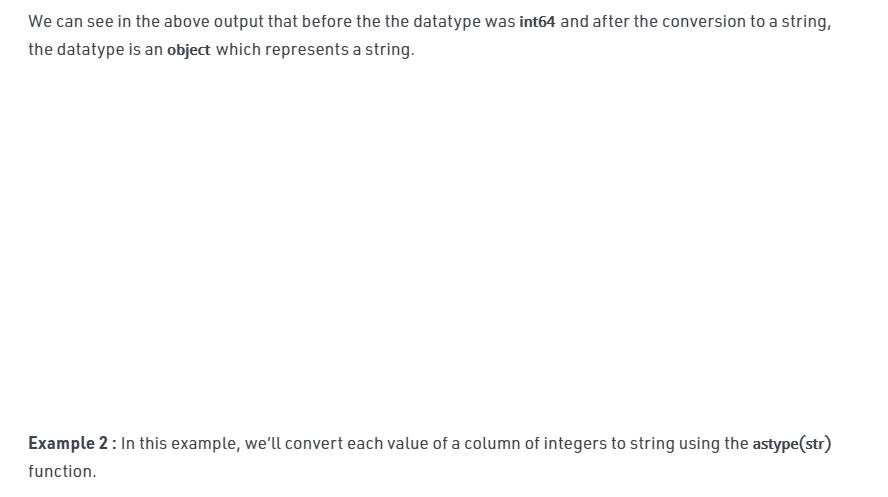 We can see in the above output that before the the datatype was int64 and after the conversion to a string,
the datatype is an object which represents a string.
Example 2 : In this example, we'll convert each value of a column of integers to string using the astype(str)
function.